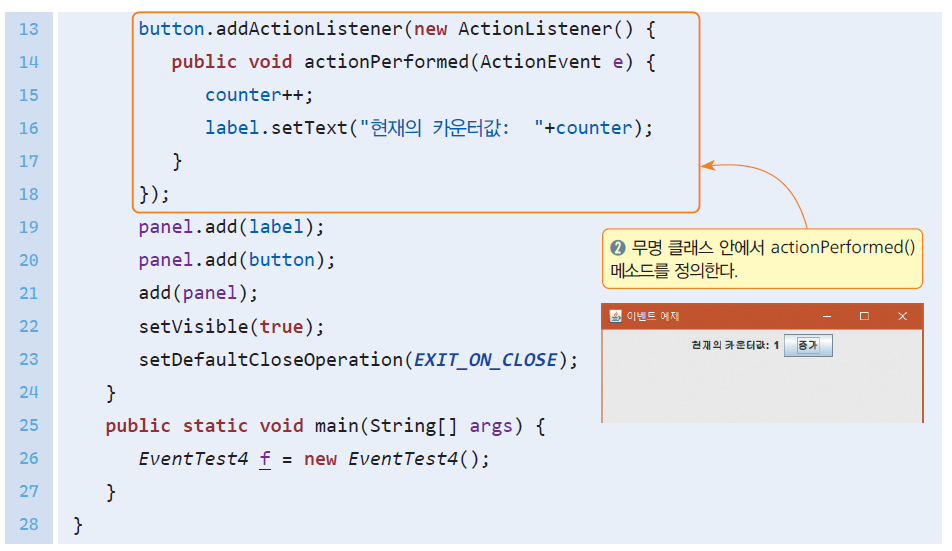 13 button.addActionListener(new ActionListener() {
14 public void actionPerformed(ActionEvent e) {
15 counter++;
16 label.setText("현재의 카운터값:  "+counter);
17 }
18 });
19 panel.add(label);
20 panel.add(button);
21 add(panel);
22 setVisible(true);
23 setDefaultCloseOperation(EXIT_ON_CLOSE);
24 }
25 public static void main(String[] args) {
26 EventTest4 f = new EventTest4();
27 }
28 }
❷ 무명 클래스 안에서 actionPerformed()
메소드를 정의한다.
이벤트 예제
현재의 카운터값: 1 증가